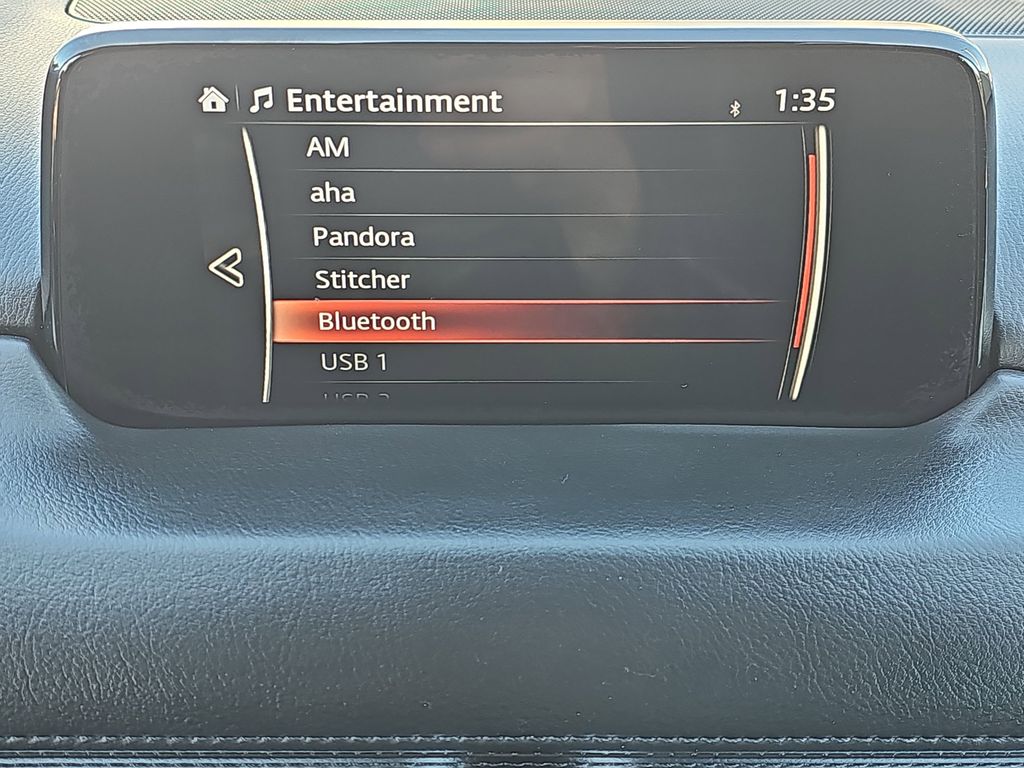 Entertainment 1:35
AM
aha
Pandora
Stitcher
Bluetooth
USB 1